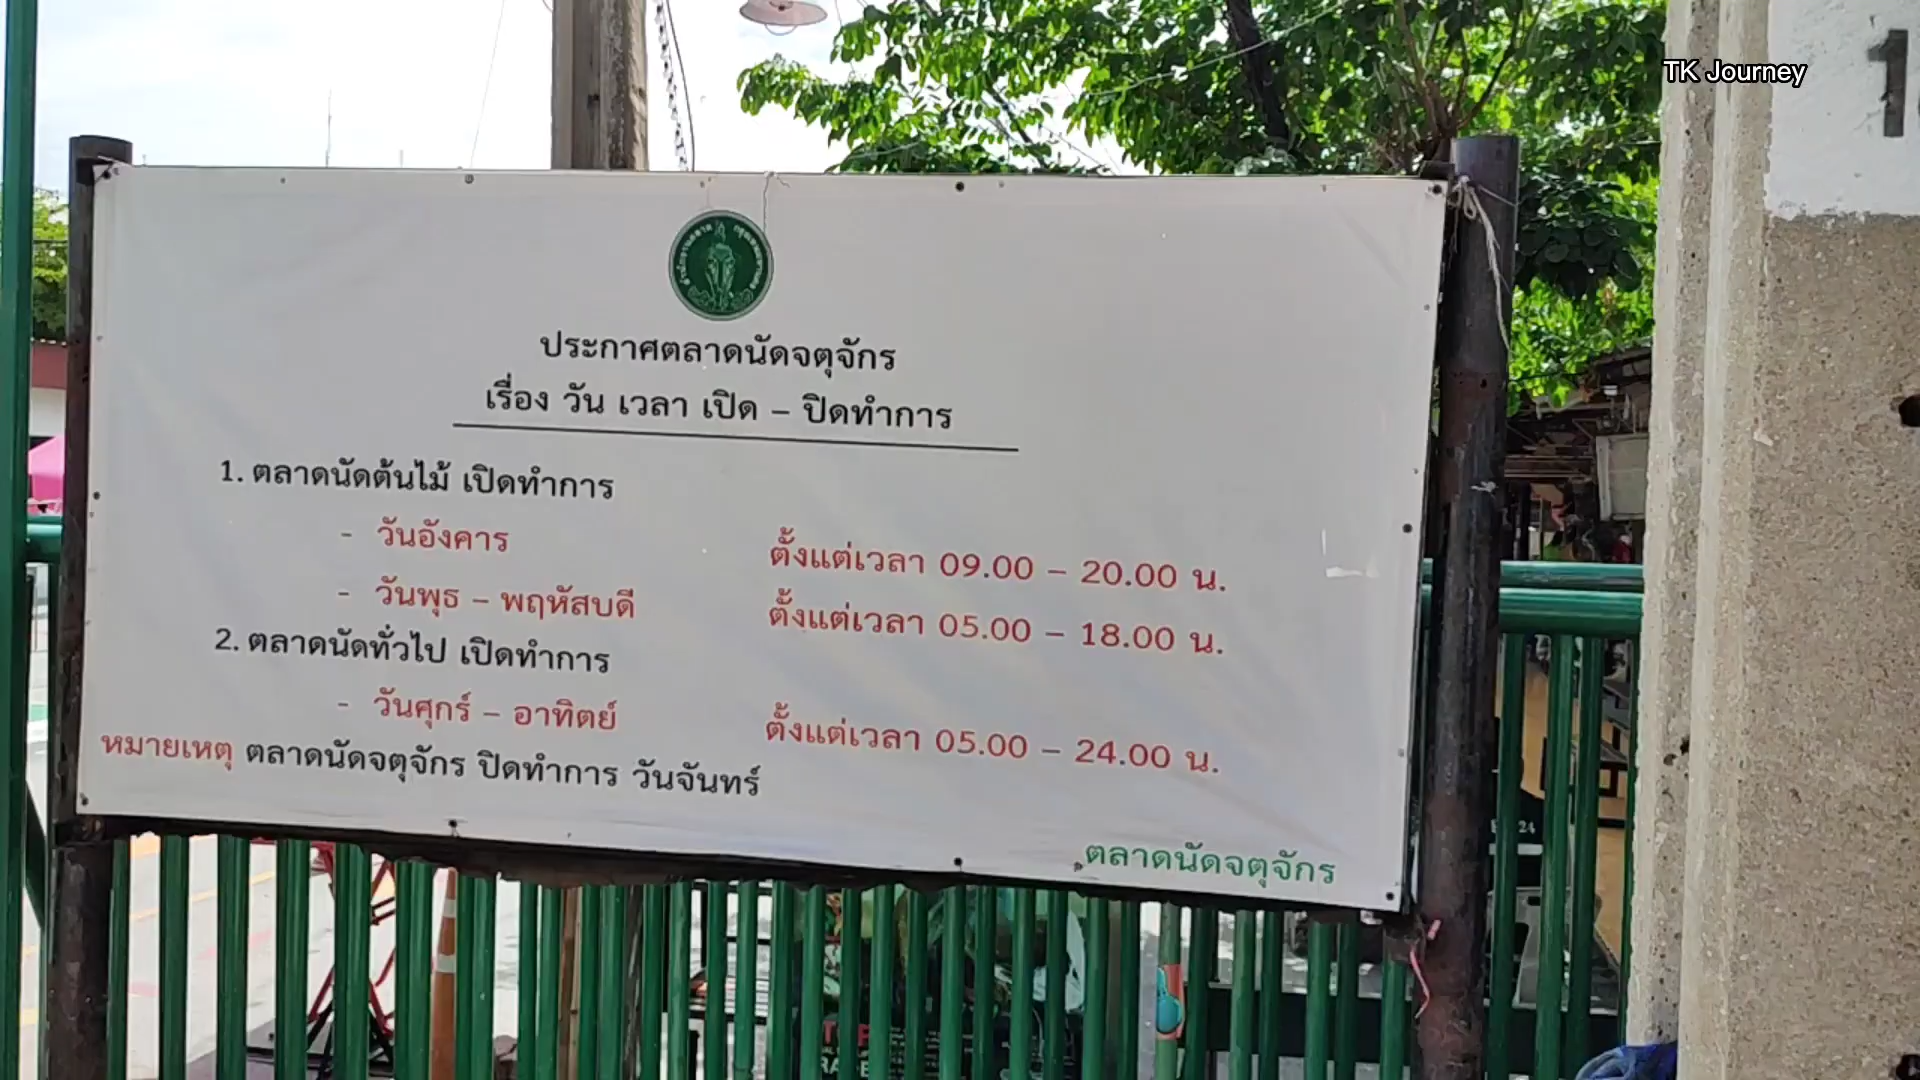 TK Journey
1
ประกาศตลาดนัดจตุจักร
เรื่อง วัน เวลา เปิด – ปิดทำการ
1. ตลาดนัดต้นไม้ เปิดทำการ
- วันอังคาร ตั้งแต่เวลา 09.00 – 20.00 น.
- วันพุธ – พฤหัสบดี ตั้งแต่เวลา 05.00 – 18.00 น.
2. ตลาดนัดทั่วไป เปิดทำการ
- วันศุกร์ – อาทิตย์ ตั้งแต่เวลา 05.00 – 24.00 น.
หมายเหตุ ตลาดนัดจตุจักร ปิดทำการ วันจันทร์
ตลาดนัดจตุจักร